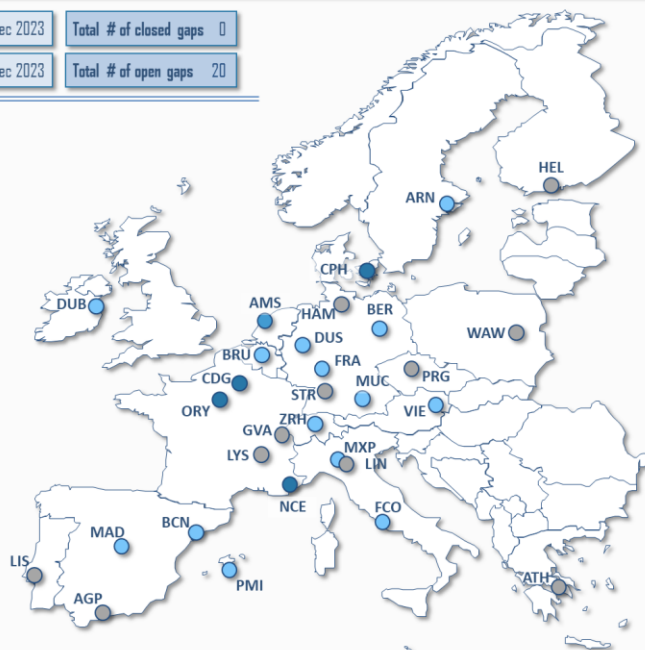 ec 2023 Total # of closed gaps 0
ec 2023 Total # of open gaps 20
HEL
ARN
CPH
DUB
AMS
HAM
BER
WAW
DUS
BRU
FRA
CDG
MUC
PRG
STR
ORY
VIE
ZRH
GVA
LYS
MXP
LIN
NCE
FCO
BCN
MAD
LIS
PMI
ATH
AGP